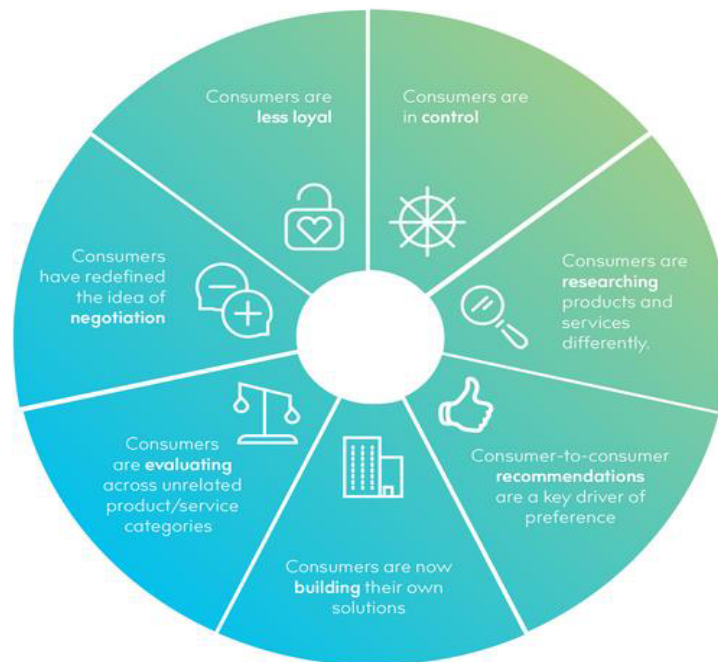 Consumers are
less loyal
Consumers are
in control
Consumers are
researching
products and
services
differently.
Consumer-to-consumer
recommendations
are a key driver of
preference
Consumers are now
building their own
solutions
Consumers
are evaluating
across unrelated
product/service
categories
Consumers
have redefined
the idea of
negotiation